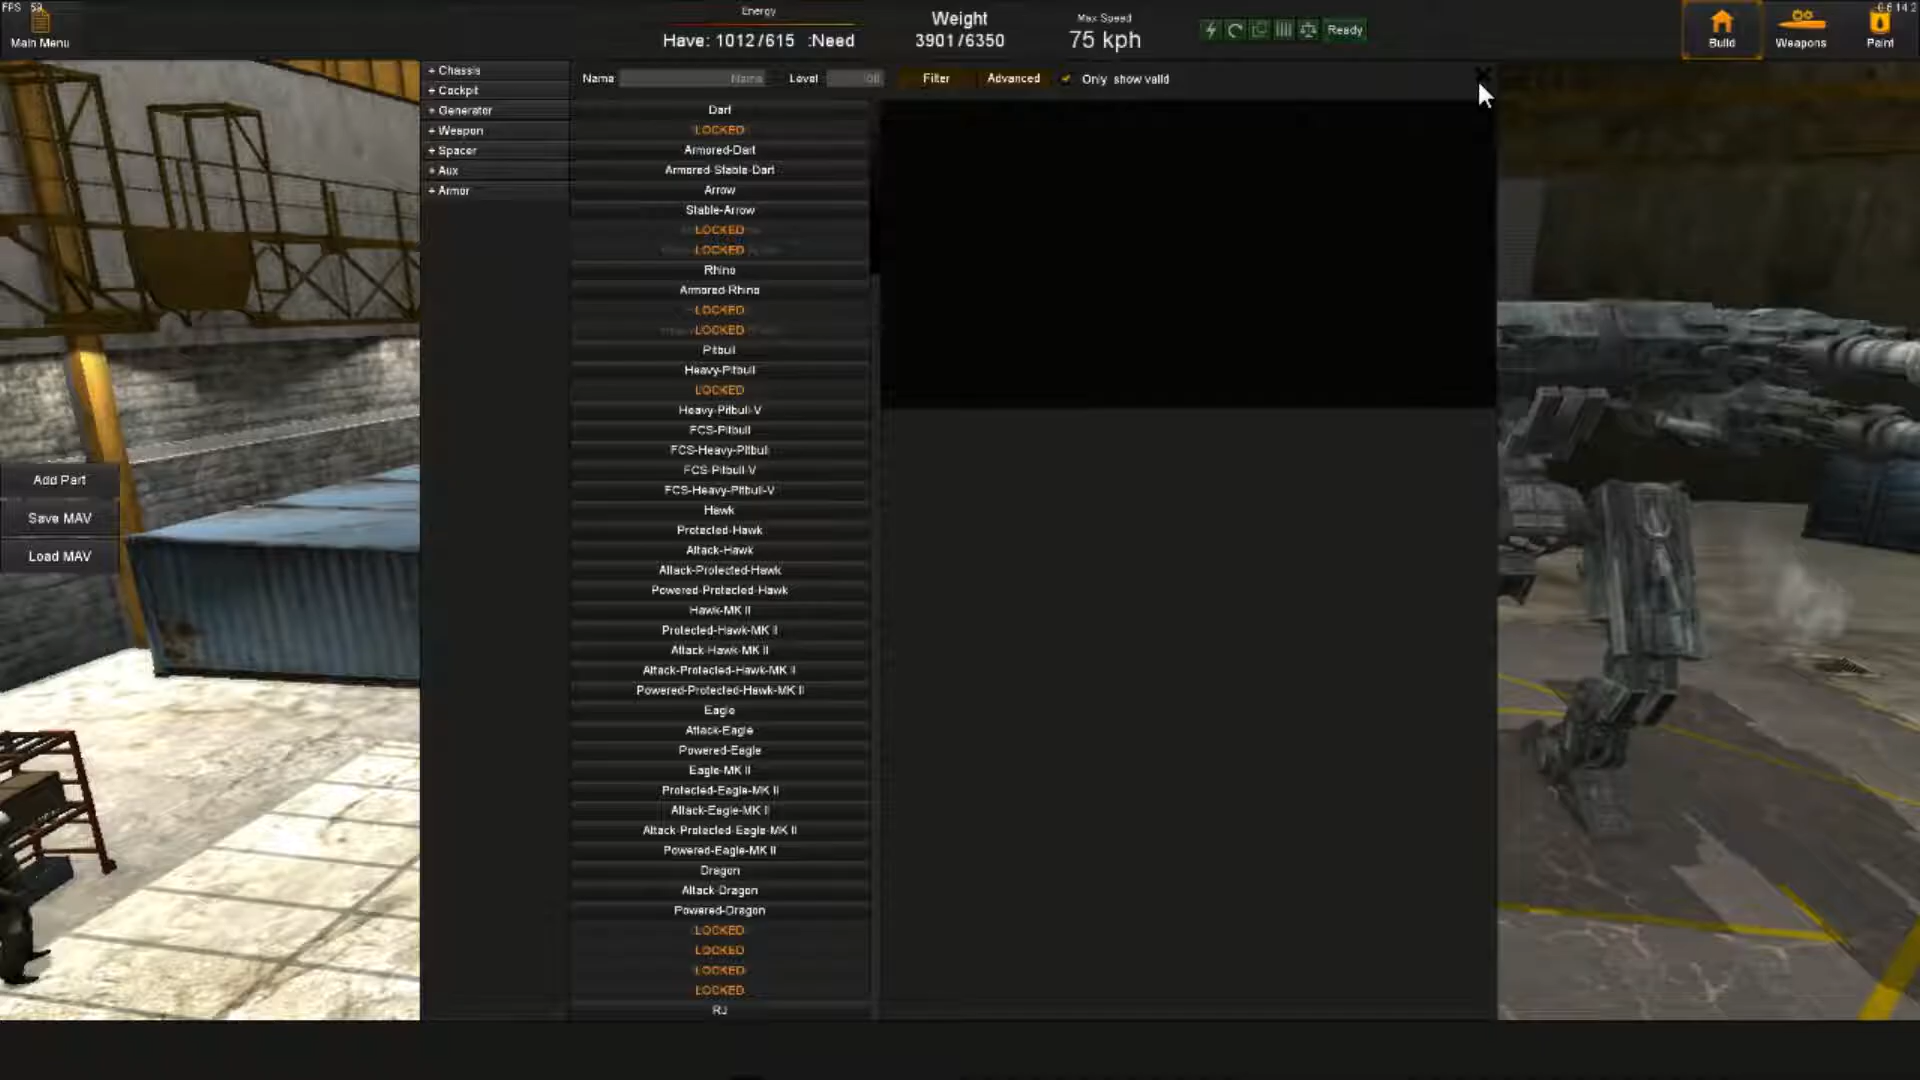 FPS 59
Main Menu
Energy
Have: 1012/615 :Need
Weight
3901/6350
Max Speed
75 kph
Ready
Build
Weapons
Paint
+ Chassis
+ Cockpit
+ Generator
+ Weapon
+ Spacer
+ Aux
+ Armor
Name Name Level Filter Advanced Only show valid
Dart
LOCKED
Armored-Dart
Armored-Stable-Dart
Arrow
Stable-Arrow
LOCKED
LOCKED
Rhino
Armored-Rhino
LOCKED
LOCKED
Pitbull
Heavy-Pitbull
LOCKED
Heavy-Pitbull-V
FCS-Pitbull
FCS-Heavy-Pitbull
FCS-Pitbull-V
FCS-Heavy-Pitbull-V
Hawk
Protected-Hawk
Attack-Hawk
Attack-Protected-Hawk
Powered-Protected-Hawk
Hawk-MK II
Protected-Hawk-MK II
Attack-Hawk-MK II
Attack-Protected-Hawk-MK II
Powered-Protected-Hawk-MK II
Eagle
Attack-Eagle
Powered-Eagle
Eagle-MK II
Protected-Eagle-MK II
Attack-Eagle-MK II
Attack-Protected-Eagle-MK II
Powered-Eagle-MK II
Dragon
Attack-Dragon
Powered-Dragon
LOCKED
LOCKED
LOCKED
LOCKED
RJ
Add Part
Save MAV
Load MAV